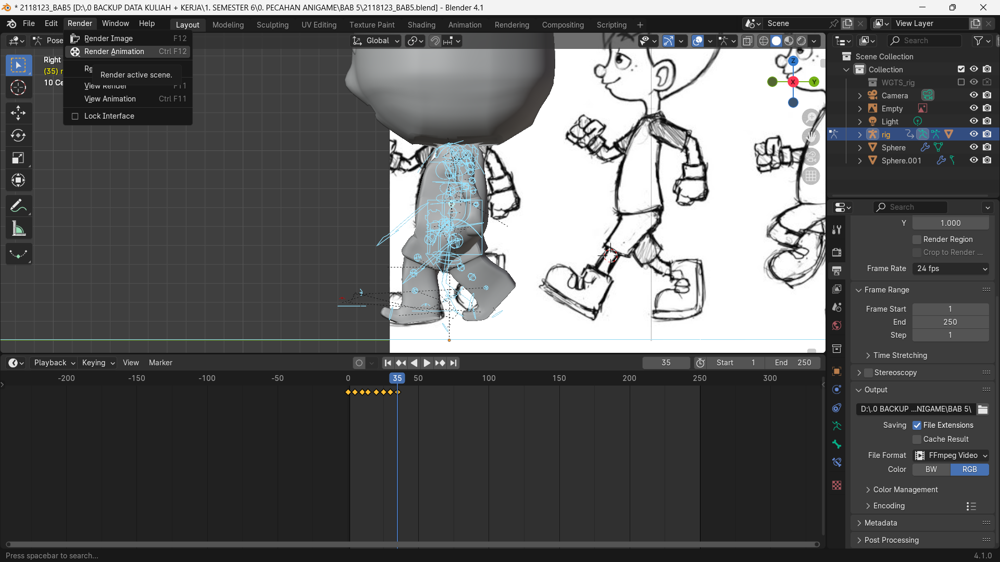 * 2118123_BAB5 [D:\.0 BACKUP DATA KULIAH + KERJA\1. SEMESTER 6\0. PECAHAN ANIGAME\BAB 5\2118123_BAB5.blend] - Blender 4.1
File Edit Render Window Help Layout Modeling Sculpting UV Editing Texture Paint Shading Animation Rendering Compositing Scripting + Scene View Layer
Pose Global Search
Render Image F12
Render Animation Ctrl F12
Render active scene.
View Render F11
View Animation Ctrl F11
Lock Interface
Right
(35)
10
Z
X
Y
Scene Collection
Collection
WGTS_rig
Camera
Empty
Light
rig
Sphere
Sphere.001
Search
Y 1.000
Render Region
Crop to Render ...
Frame Rate 24 fps
Frame Range
Frame Start 1
End 250
Step 1
Time Stretching
Stereoscopy
Output
D:\.0 BACKUP ...NIGAME\BAB 5\
Saving File Extensions
Cache Result
File Format FFmpeg Video
Color BW RGB
Color Management
Encoding
Metadata
Post Processing
Playback Keying View Marker 35 Start 1 End 250
-200 -150 -100 -50 0 35 50 100 150 200 250 300
Press spacebar to search...
4.1.0